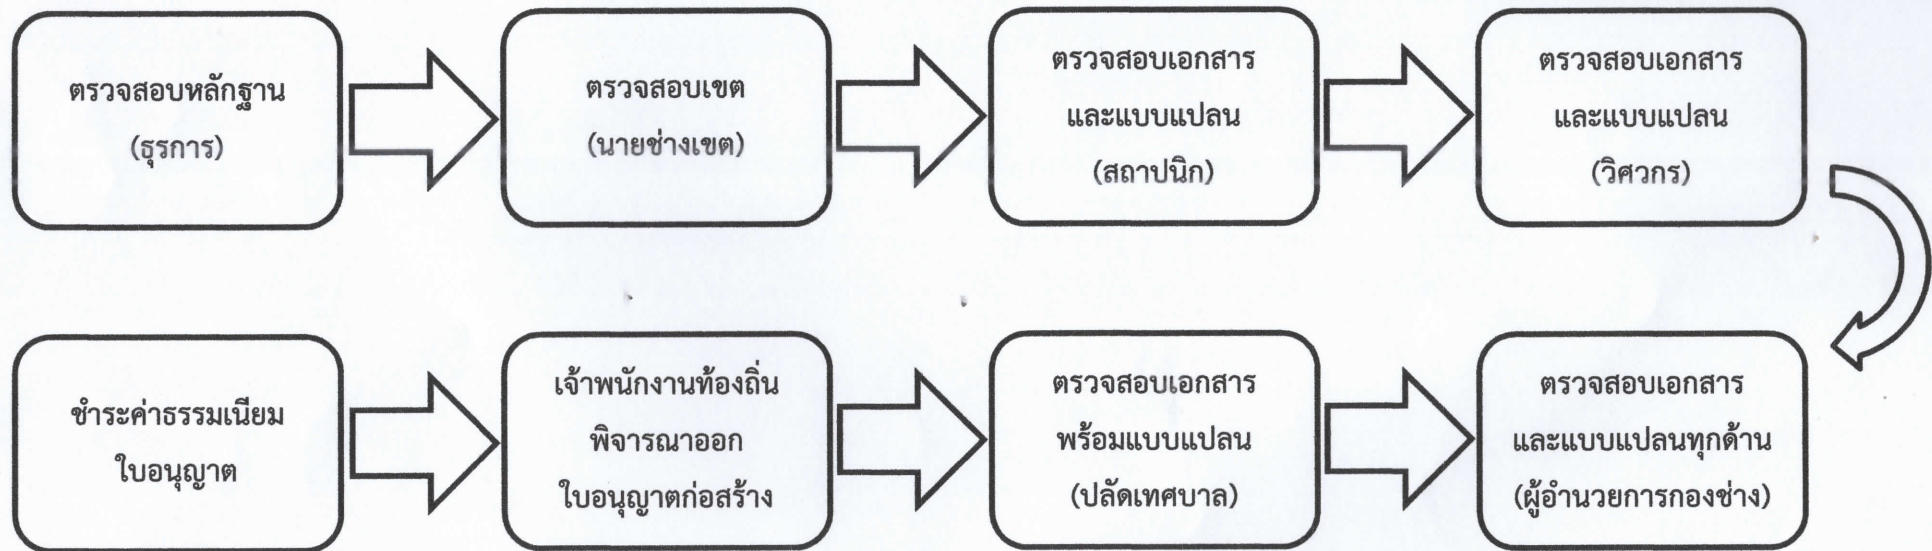 ตรวจสอบหลักฐาน
(ธุรการ)
ตรวจสอบเขต
(นายช่างเขต)
ตรวจสอบเอกสาร
และแบบแปลน
(สถาปนิก)
ตรวจสอบเอกสาร
และแบบแปลน
(วิศวกร)
ชำระค่าธรรมเนียม
ใบอนุญาต
เจ้าพนักงานท้องถิ่น
พิจารณาออก
ใบอนุญาตก่อสร้าง
ตรวจสอบเอกสาร
พร้อมแบบแปลน
(ปลัดเทศบาล)
ตรวจสอบเอกสาร
และแบบแปลนทุกด้าน
(ผู้อำนวยการกองช่าง)